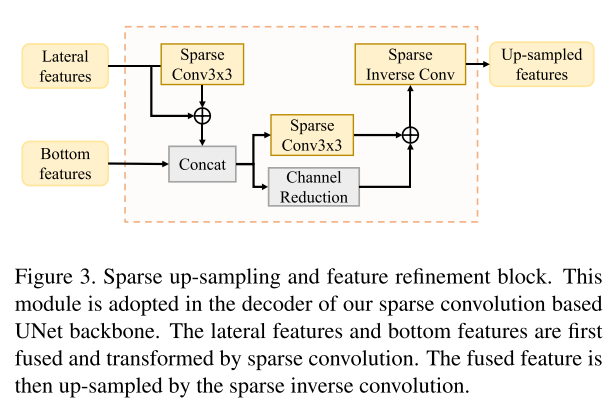 Lateral
features
Sparse
Conv3x3
Sparse
Inverse Conv
Up-sampled
features
Bottom
features
Concat
Sparse
Conv3x3
Channel
Reduction
Figure 3. Sparse up-sampling and feature refinement block. This
module is adopted in the decoder of our sparse convolution based
UNet backbone. The lateral features and bottom features are first
fused and transformed by sparse convolution. The fused feature is
then up-sampled by the sparse inverse convolution.